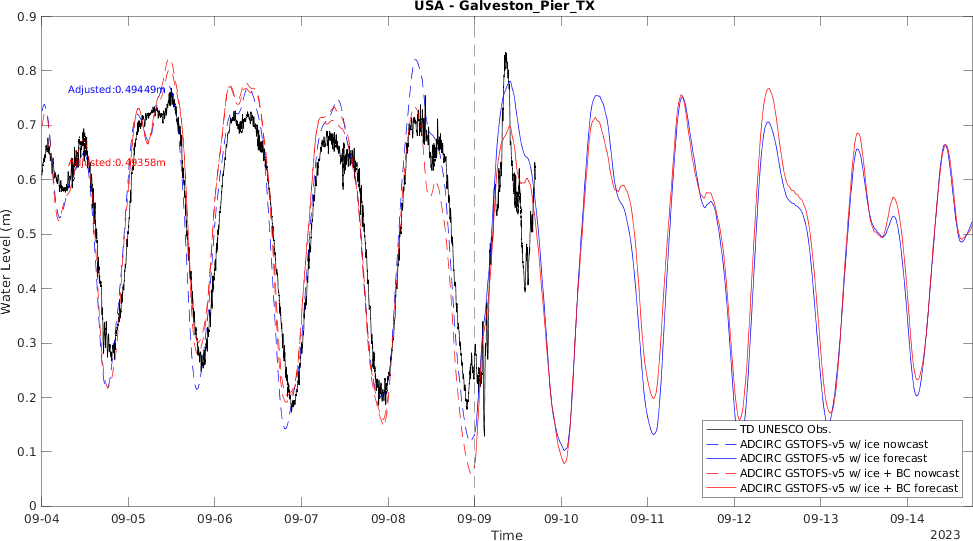 USA - Galveston_Pier_TX
0.9
0.8
0.7
0.6
0.5
0.4
0.3
0.2
0.1
0
Water Level (m)
Adjusted:0.49449m
Adjusted:0.49358m
TD UNESCO Obs.
ADCIRC GSTOFS-v5 w/ ice nowcast
ADCIRC GSTOFS-v5 w/ ice forecast
ADCIRC GSTOFS-v5 w/ ice + BC nowcast
ADCIRC GSTOFS-v5 w/ ice + BC forecast
09-04 09-05 09-06 09-07 09-08 09-09 09-10 09-11 09-12 09-13 09-14
Time
2023